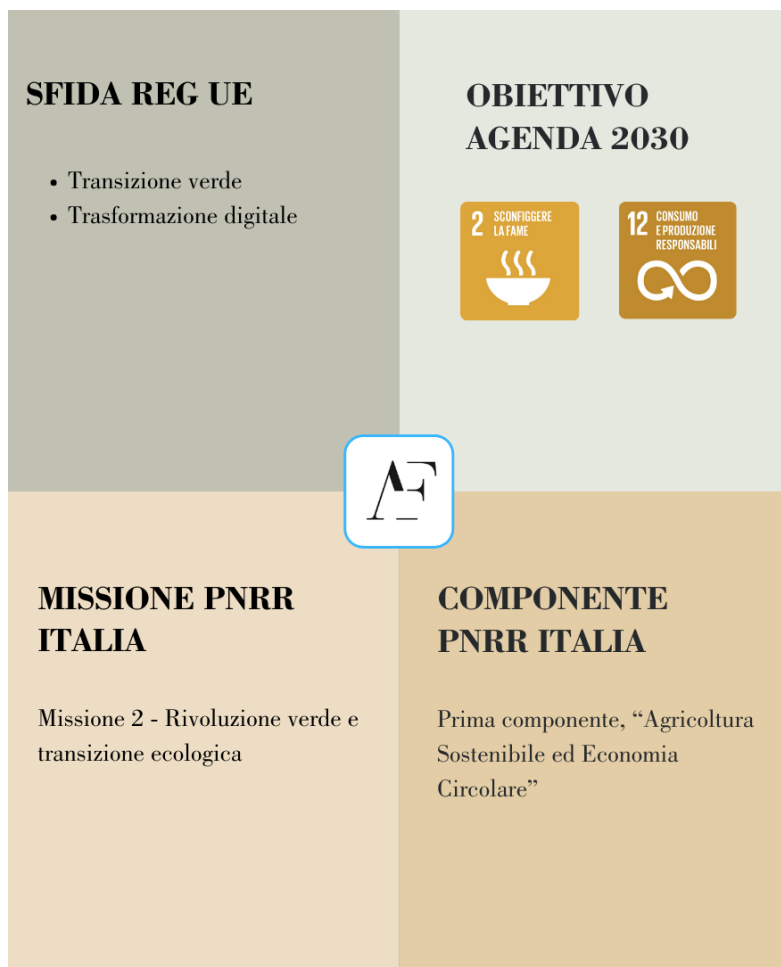 SFIDA REG UE
• Transizione verde
• Trasformazione digitale
OBIETTIVO
AGENDA 2030
2 SCONFIGGERE
LA FAME
12 CONSUMO
E PRODUZIONE
RESPONSABILI
AF
MISSIONE PNRR
ITALIA
Missione 2 - Rivoluzione verde e
transizione ecologica
COMPONENTE
PNRR ITALIA
Prima componente, “Agricoltura
Sostenibile ed Economia
Circolare”